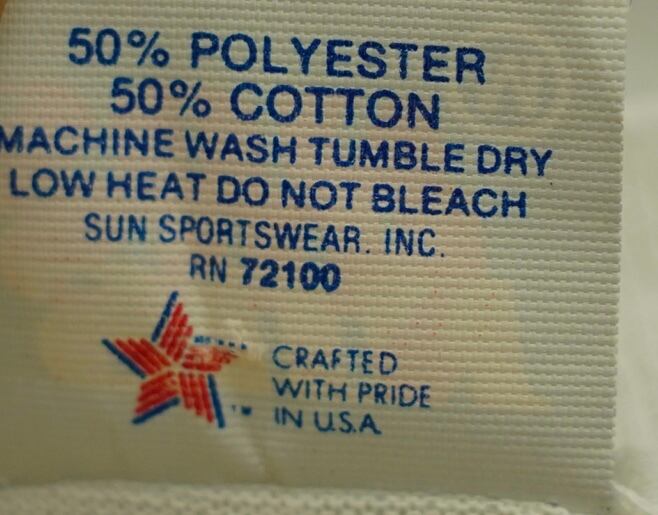 50% POLYESTER
50% COTTON
MACHINE WASH TUMBLE DRY
LOW HEAT DO NOT BLEACH
SUN SPORTSWEAR. INC.
RN 72100
CRAFTED
WITH PRIDE
IN U.S.A
TM